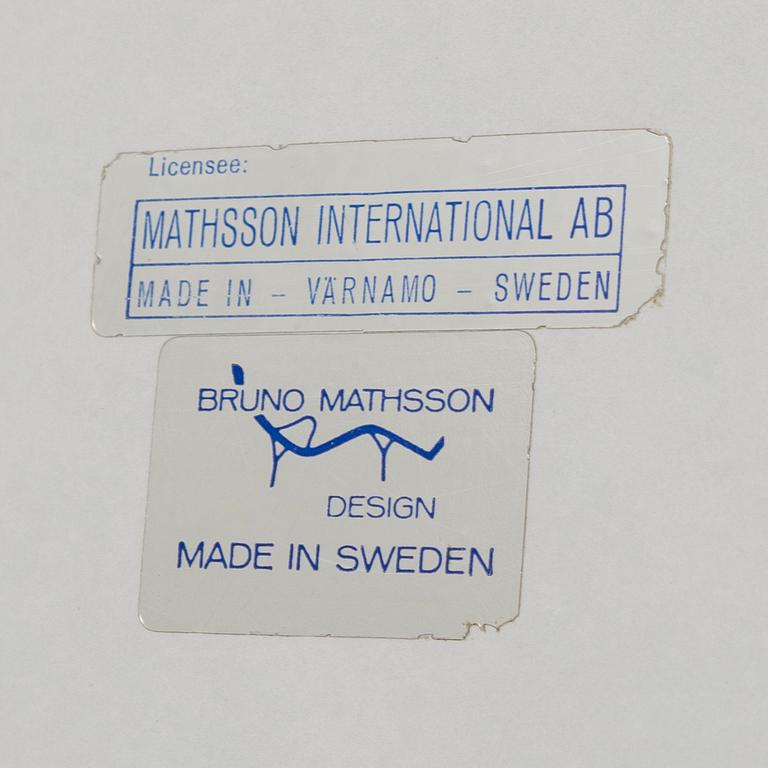 Licensee:
MATHSSON INTERNATIONAL AB
MADE IN - VÄRNAMO - SWEDEN
BRUNO MATHSSON
DESIGN
MADE IN SWEDEN